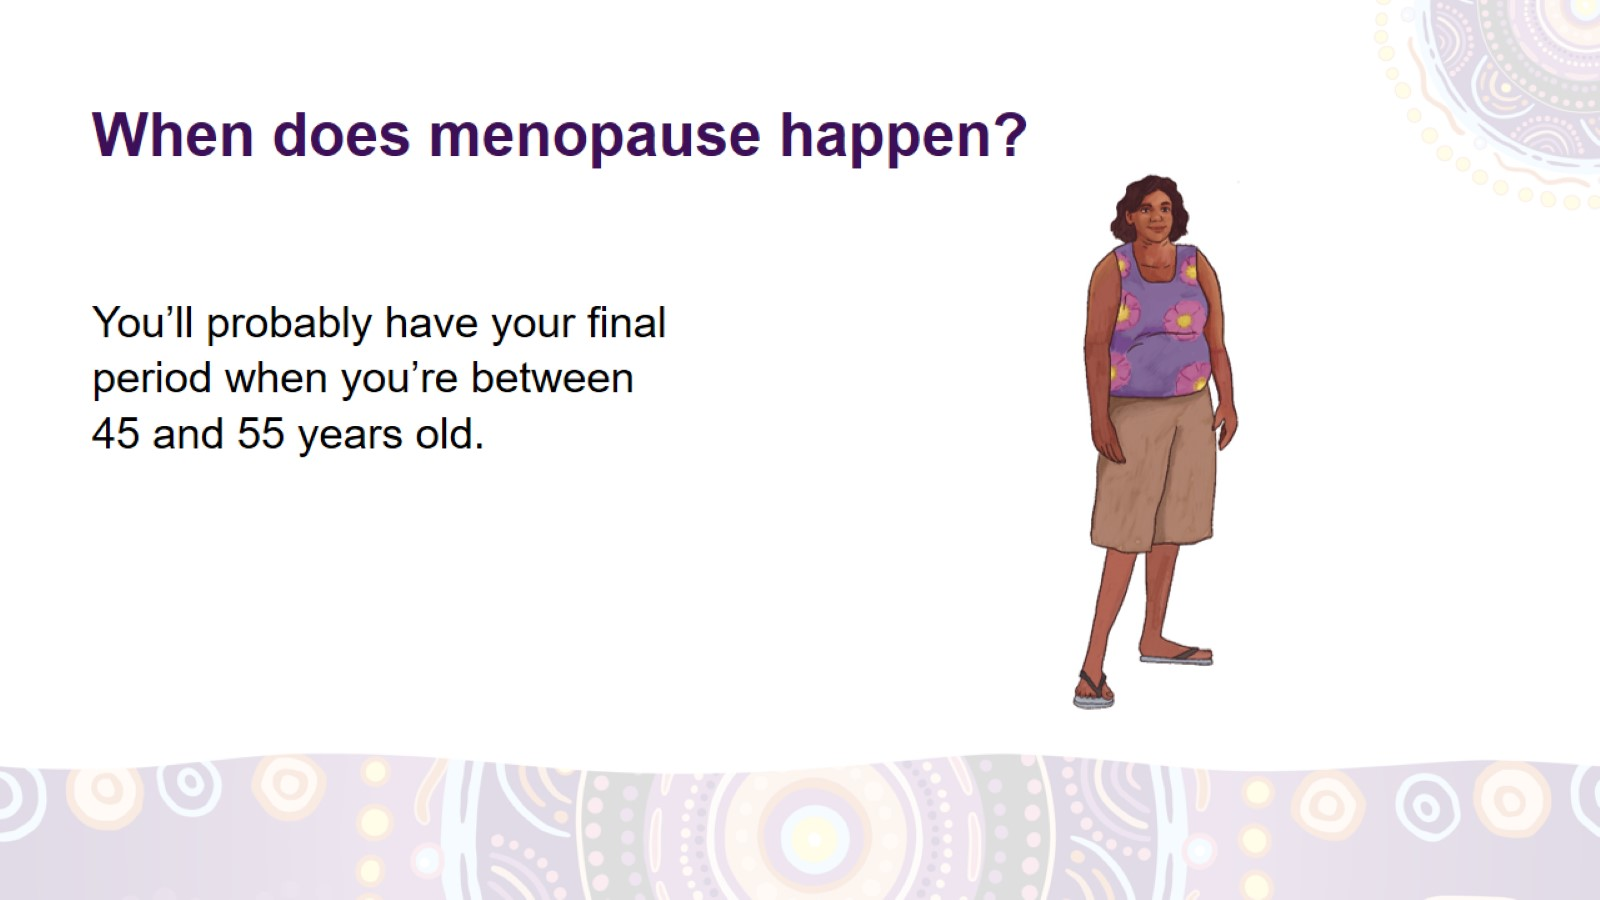 When does menopause happen?
You’ll probably have your final
period when you’re between
45 and 55 years old.